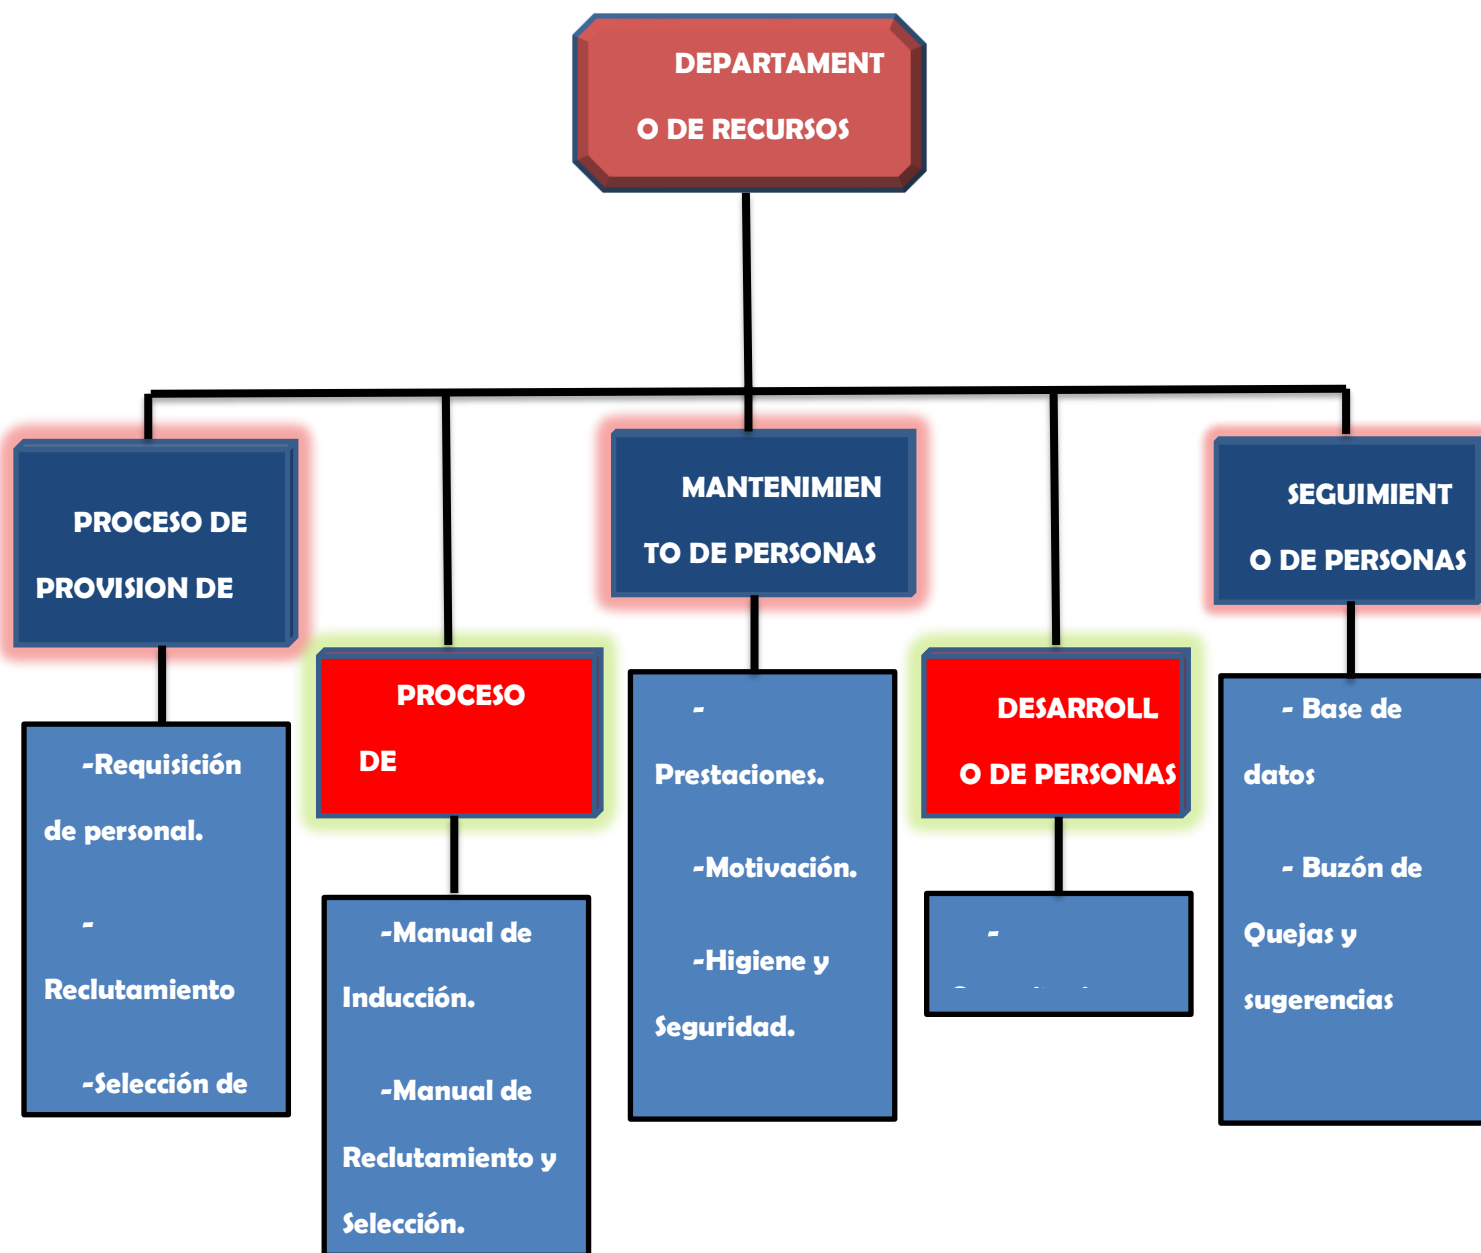 DEPARTAMENT
O DE RECURSOS
PROCESO DE
PROVISION DE
-Requisición
de personal.
-
Reclutamiento
-Selección de
PROCESO
DE
-Manual de
Inducción.
-Manual de
Reclutamiento y
Selección.
MANTENIMIEN
TO DE PERSONAS
-
Prestaciones.
-Motivación.
-Higiene y
Seguridad.
DESARROLL
O DE PERSONAS
-
SEGUIMIENT
O DE PERSONAS
- Base de
datos
- Buzón de
Quejas y
sugerencias